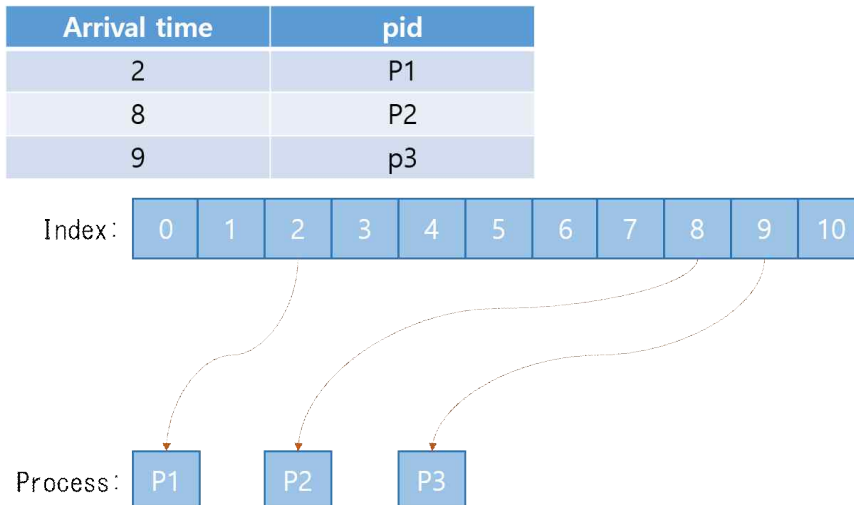 Arrival time pid
2 P1
8 P2
9 p3
Index: 0 1 2 3 4 5 6 7 8 9 10
Process: P1 P2 P3